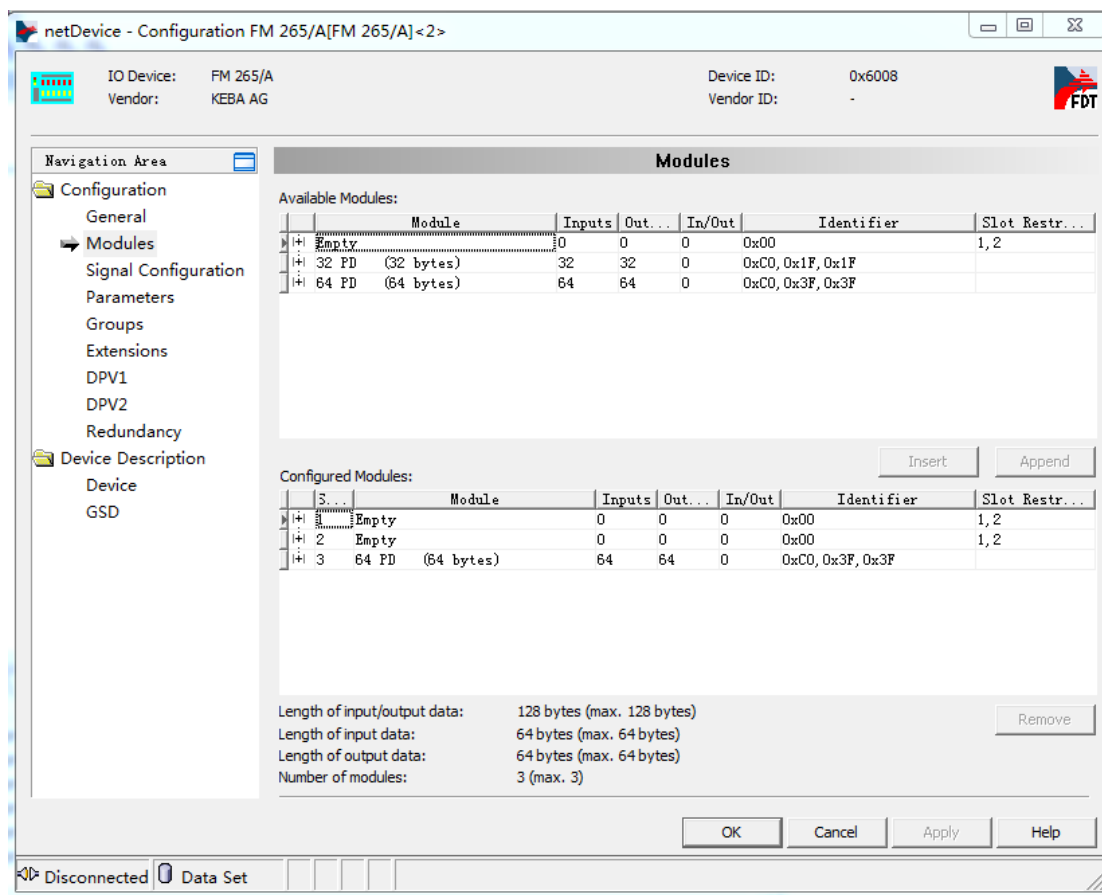 netDevice - Configuration FM 265/A[FM 265/A]<2>
IO Device: FM 265/A Device ID: 0x6008
Vendor: KEBA AG Vendor ID: -
FDT
Navigation Area
Modules
Configuration
General
Modules
Signal Configuration
Parameters
Groups
Extensions
DPV1
DPV2
Redundancy
Device Description
Device
GSD
Available Modules:
Module Inputs Out... In/Out Identifier Slot Restr...
Empty 0 0 0 0x00 1, 2
32 PD (32 bytes) 32 32 0 0xC0, 0x1F, 0x1F
64 PD (64 bytes) 64 64 0 0xC0, 0x3F, 0x3F
Insert Append
Configured Modules:
S... Module Inputs Out... In/Out Identifier Slot Restr...
1 Empty 0 0 0 0x00 1, 2
2 Empty 0 0 0 0x00 1, 2
3 64 PD (64 bytes) 64 64 0 0xC0, 0x3F, 0x3F
Length of input/output data: 128 bytes (max. 128 bytes)
Remove
Length of input data: 64 bytes (max. 64 bytes)
Length of output data: 64 bytes (max. 64 bytes)
Number of modules: 3 (max. 3)
OK Cancel Apply Help
Disconnected Data Set